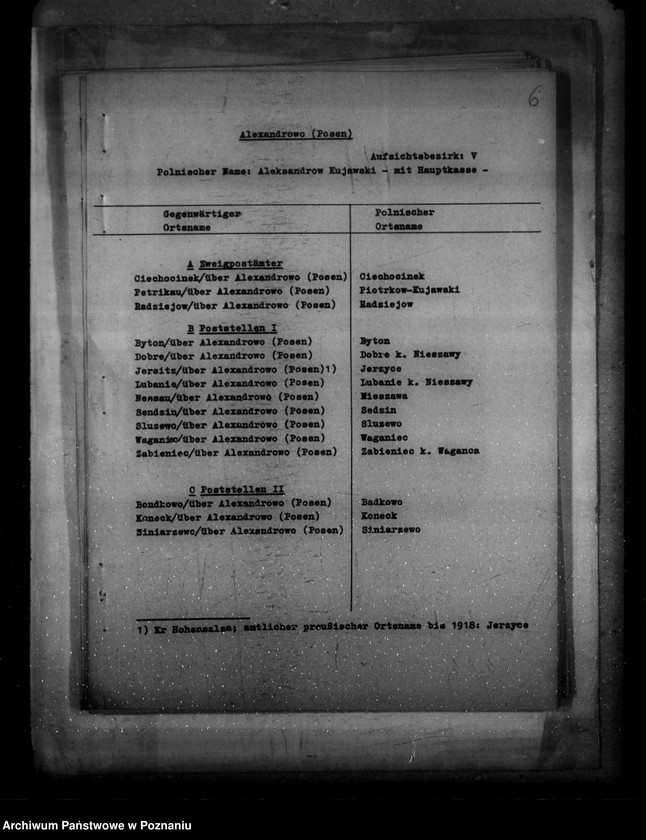 6
Alexandrowo (Posen)
Aufsichtsbezirk: V
Polnischer Name: Aleksandrow Kujawski - mit Hauptkasse -
Gegenwärtiger Ortsname
Polnischer Ortsname
A Zweigpostämter
Ciechocinek/über Alexandrowo (Posen) Ciechocinek
Petrikau/über Alexandrowo (Posen) Piotrkow-Kujawski
Radziejow/über Alexandrowo (Posen) Radziejow
B Poststellen I
Byton/über Alexandrowo (Posen) Byton
Dobre/über Alexandrowo (Posen) Dobre k. Nieszawy
Jersitz/über Alexandrowo (Posen)1) Jerzyce
Lubanie/über Alexandrowo (Posen) Lubanie k. Nieszawy
Nessau/über Alexandrowo (Posen) Nieszawa
Sendzin/über Alexandrowo (Posen) Sedzin
Sluzewo/über Alexandrowo (Posen) Sluzewo
Waganiec/über Alexandrowo (Posen) Waganiec
Zabieniec/über Alexandrowo (Posen) Zabieniec k. Waganca
C Poststellen II
Bondkowo/über Alexandrowo (Posen) Badkowo
Koneck/über Alexandrowo (Posen) Koneck
Siniarzewo/über Alexandrowo (Posen) Siniarzewo
1) Kr Hohensalza; amtlicher preußischer Ortsname bis 1918: Jerzyce
Archiwum Państwowe w Poznaniu